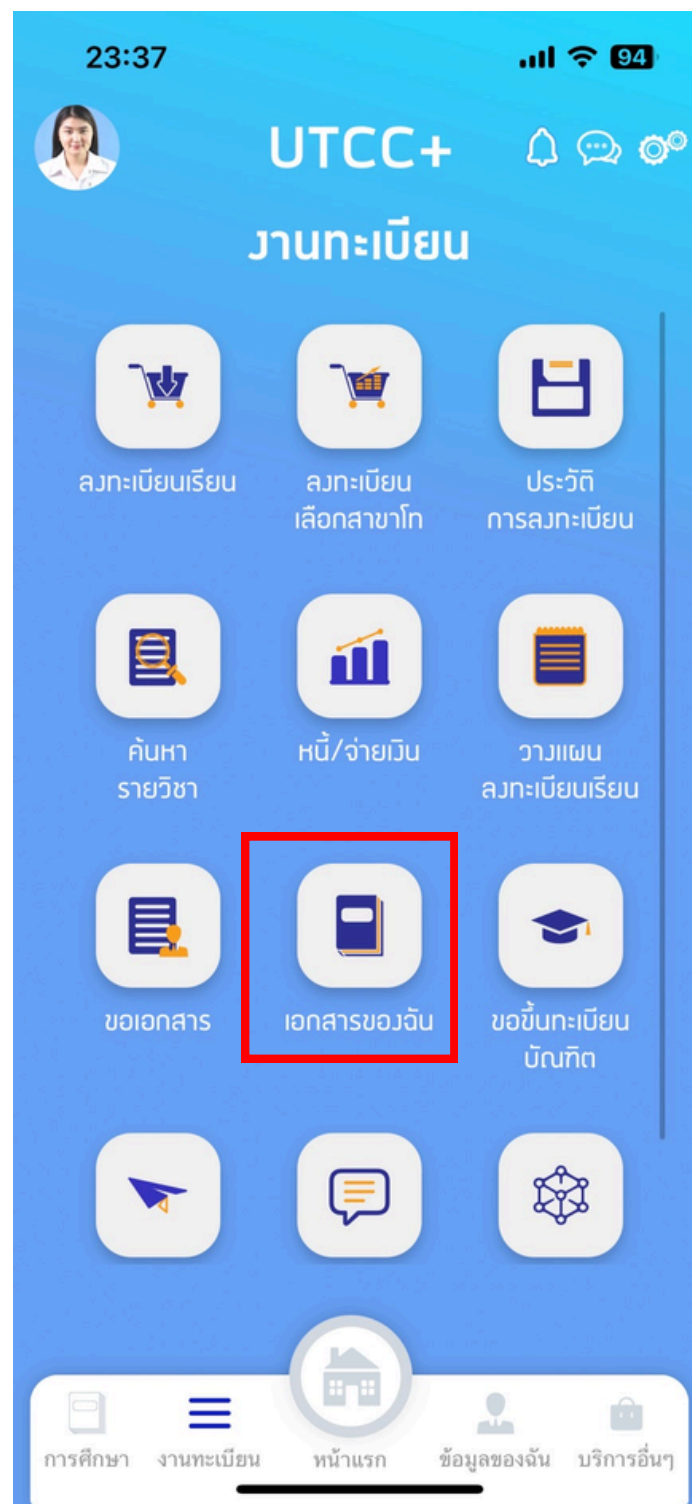 23:37
94
UTCC+
งานทะเบียน
ลงทะเบียนเรียน
ลงทะเบียน
เลือกสาขาโท
ประวัติ
การลงทะเบียน
ค้นหา
รายวิชา
หนี้/จ่ายเงิน
วางแผน
ลงทะเบียนเรียน
ขอเอกสาร
เอกสารของฉัน
ขอขึ้นทะเบียน
บัณฑิต
การศึกษา
งานทะเบียน
หน้าแรก
ข้อมูลของฉัน
บริการอื่นๆ